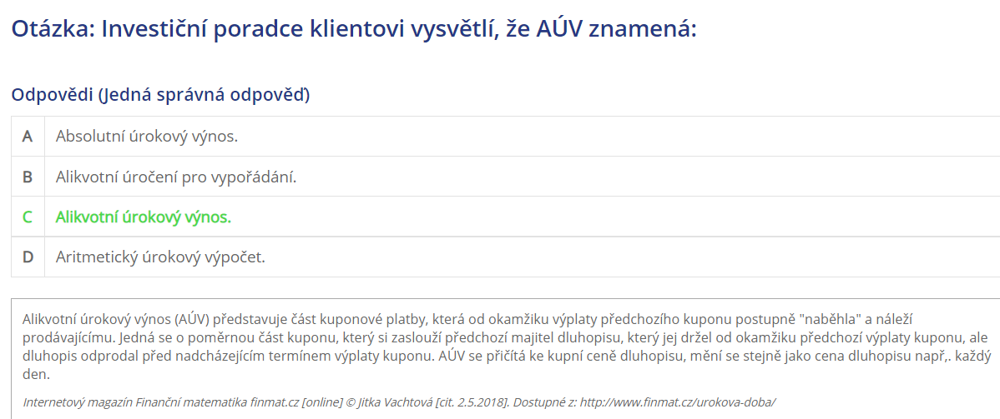 Otázka: Investiční poradce klientovi vysvětlí, že AÚV znamená:
Odpovědi (Jedná správná odpověď)
A Absolutní úrokový výnos.
B Alikvotní úročení pro vypořádání.
C Alikvotní úrokový výnos.
D Aritmetický úrokový výpočet.
Alikvotní úrokový výnos (AÚV) představuje část kuponové platby, která od okamžiku výplaty předchozího kuponu postupně "naběhla" a náleží
prodávajícímu. Jedná se o poměrnou část kuponu, který si zaslouží předchozí majitel dluhopisu, který jej držel od okamžiku předchozí výplaty kuponu, ale
dluhopis odprodal před nadcházejícím termínem výplaty kuponu. AÚV se přičítá ke kupní ceně dluhopisu, mění se stejně jako cena dluhopisu např,. každý
den.
Internetový magazín Finanční matematika finmat.cz [online] © Jitka Vachtová [cit. 2.5.2018]. Dostupné z: http://www.finmat.cz/urokova-doba/